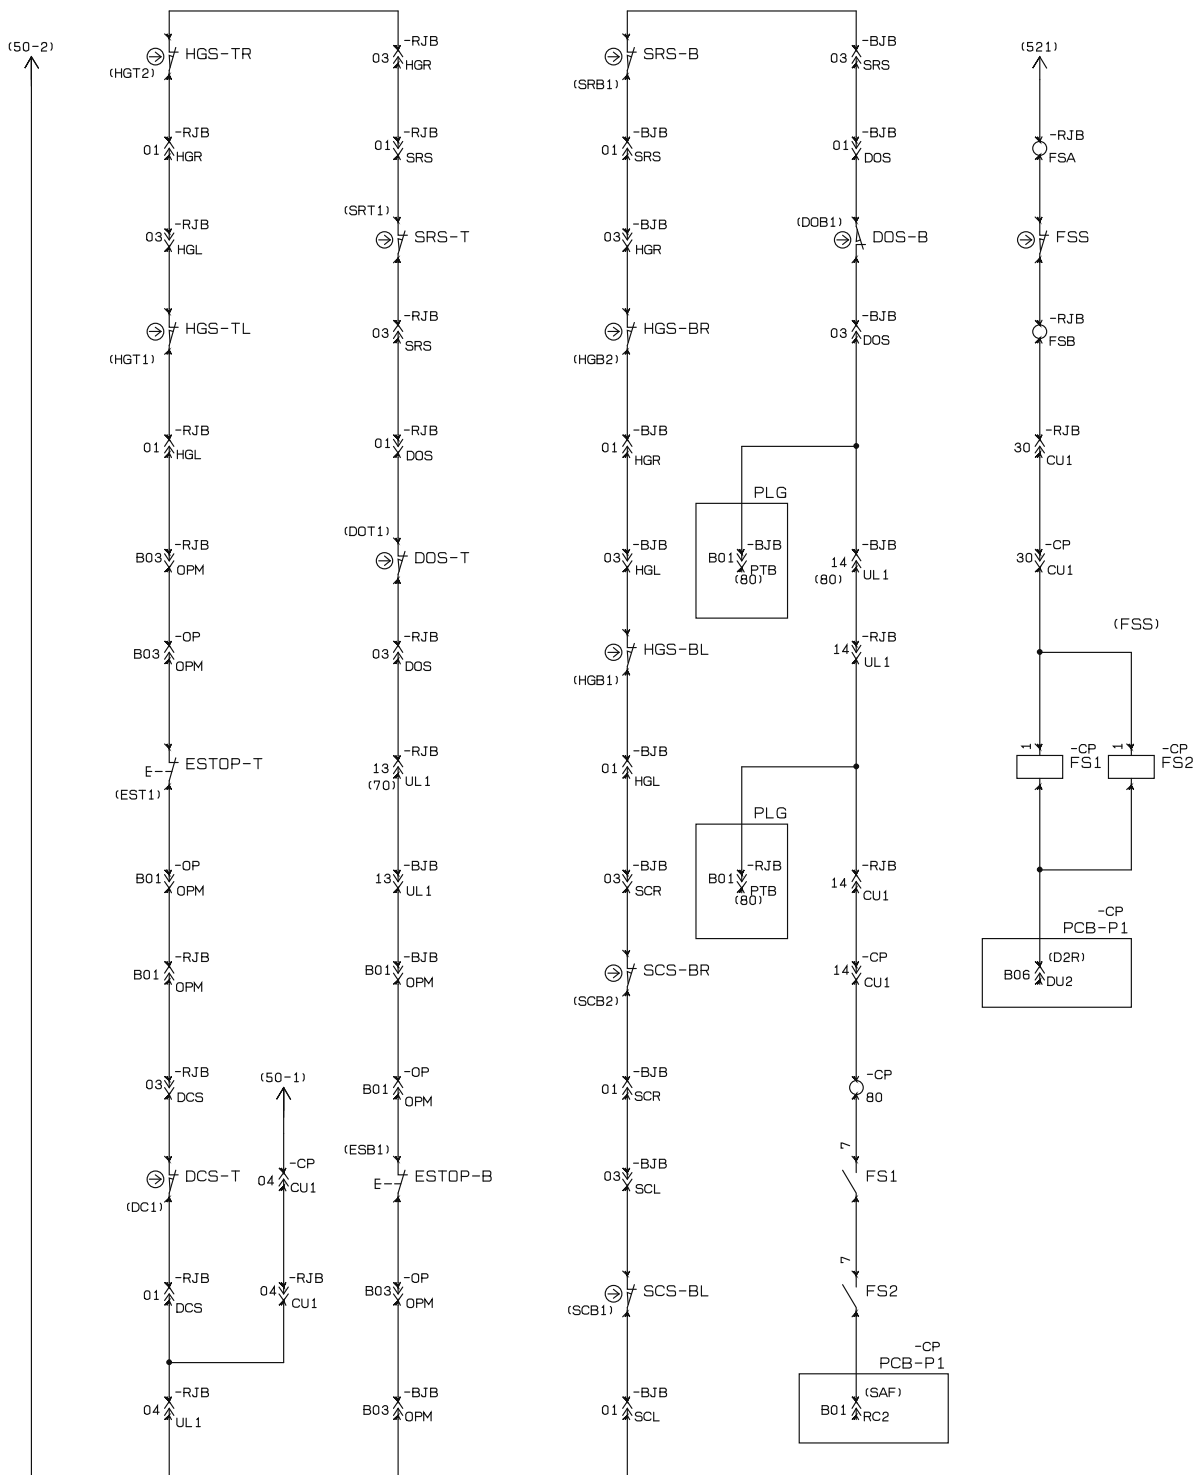 (50-2)
HGS-TR
(HGT2)
-RJB
01
HGR
-RJB
03
HGL
HGS-TL
(HGT1)
-RJB
01
HGL
-RJB
B03
OPM
-OP
B03
OPM
ESTOP-T
E
(EST1)
-OP
B01
OPM
-RJB
B01
OPM
-RJB
03
DCS
DCS-T
(DC1)
-RJB
01
DCS
-RJB
04
UL1
(50-1)
-CP
04
CU1
-RJB
04
CU1
-RJB
03
HGR
-RJB
01
SRS
(SRT1)
SRS-T
-RJB
03
SRS
-RJB
01
DOS
(DOT1)
DOS-T
-RJB
03
DOS
-RJB
13
(70)
UL1
-BJB
13
UL1
-BJB
B01
OPM
-OP
B01
OPM
(ESB1)
E
ESTOP-B
-OP
B03
OPM
-BJB
B03
OPM
SRS-B
(SRB1)
-BJB
01
SRS
-BJB
03
HGR
HGS-BR
(HGB2)
-BJB
01
HGR
-BJB
03
HGL
HGS-BL
(HGB1)
-BJB
01
HGL
-BJB
03
SCR
SCS-BR
(SCB2)
-BJB
01
SCR
-BJB
03
SCL
SCS-BL
(SCB1)
-BJB
01
SCL
PLG
-BJB
B01
PTB
(80)
PLG
-RJB
B01
PTB
(80)
-BJB
03
SRS
-BJB
01
DOS
(DOB1)
DOS-B
-BJB
03
DOS
-BJB
14
(80)
UL1
-RJB
14
UL1
-RJB
14
CU1
-CP
14
CU1
-CP
80
7
FS1
7
FS2
-CP
PCB-P1
(SAF)
B01
RC2
(521)
-RJB
FSA
FSS
-RJB
FSB
-RJB
30
CU1
-CP
30
CU1
(FSS)
1
-CP
FS1
1
-CP
FS2
-CP
PCB-P1
(D2R)
B06
DU2